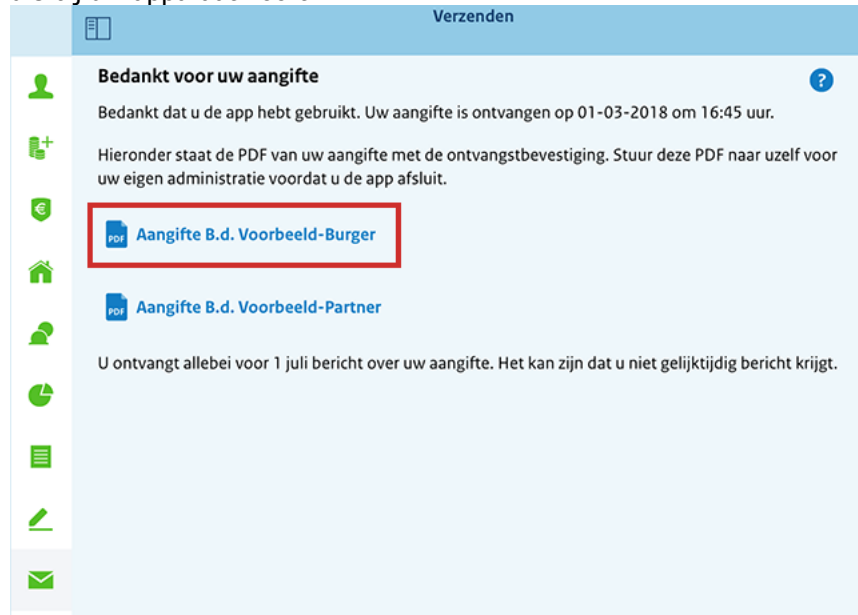 Verzenden
Bedankt voor uw aangifte
?
Bedankt dat u de app hebt gebruikt. Uw aangifte is ontvangen op 01-03-2018 om 16:45 uur.
Hieronder staat de PDF van uw aangifte met de ontvangstbevestiging. Stuur deze PDF naar uzelf voor
uw eigen administratie voordat u de app afsluit.
PDF Aangifte B.d. Voorbeeld-Burger
PDF Aangifte B.d. Voorbeeld-Partner
U ontvangt allebei voor 1 juli bericht over uw aangifte. Het kan zijn dat u niet gelijktijdig bericht krijgt.